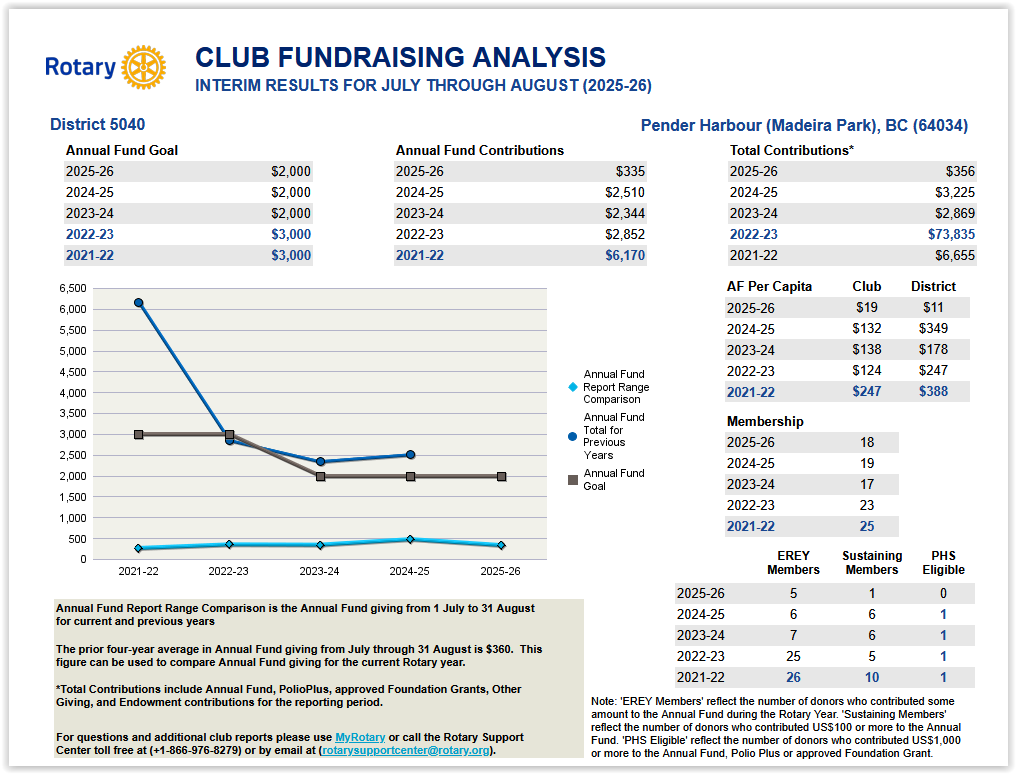 Rotary
CLUB FUNDRAISING ANALYSIS
INTERIM RESULTS FOR JULY THROUGH AUGUST (2025-26)
District 5040
Pender Harbour (Madeira Park), BC (64034)
Annual Fund Goal
2025-26 $2,000
2024-25 $2,000
2023-24 $2,000
2022-23 $3,000
2021-22 $3,000
Annual Fund Contributions
2025-26 $335
2024-25 $2,510
2023-24 $2,344
2022-23 $2,852
2021-22 $6,170
Total Contributions*
2025-26 $356
2024-25 $3,225
2023-24 $2,869
2022-23 $73,835
2021-22 $6,655
6,500
6,000
5,500
5,000
4,500
4,000
3,500
3,000
2,500
2,000
1,500
1,000
500
0
2021-22 2022-23 2023-24 2024-25 2025-26
Annual Fund
Report Range
Comparison
Annual Fund
Total for
Previous
Years
Annual Fund
Goal
AF Per Capita Club District
2025-26 $19 $11
2024-25 $132 $349
2023-24 $138 $178
2022-23 $124 $247
2021-22 $247 $388
Membership
2025-26 18
2024-25 19
2023-24 17
2022-23 23
2021-22 25
EREY Sustaining PHS
Members Members Eligible
2025-26 5 1 0
2024-25 6 6 1
2023-24 7 6 1
2022-23 25 5 1
2021-22 26 10 1
Annual Fund Report Range Comparison is the Annual Fund giving from 1 July to 31 August
for current and previous years
The prior four-year average in Annual Fund giving from July through 31 August is $360. This
figure can be used to compare Annual Fund giving for the current Rotary year.
*Total Contributions include Annual Fund, PolioPlus, approved Foundation Grants, Other
Giving, and Endowment contributions for the reporting period.
For questions and additional club reports please use MyRotary or call the Rotary Support
Center toll free at (+1-866-976-8279) or by email at (rotarysupportcenter@rotary.org).
Note: 'EREY Members' reflect the number of donors who contributed some
amount to the Annual Fund during the Rotary Year. 'Sustaining Members'
reflect the number of donors who contributed US$100 or more to the Annual
Fund. 'PHS Eligible' reflect the number of donors who contributed US$1,000
or more to the Annual Fund, Polio Plus or approved Foundation Grant.